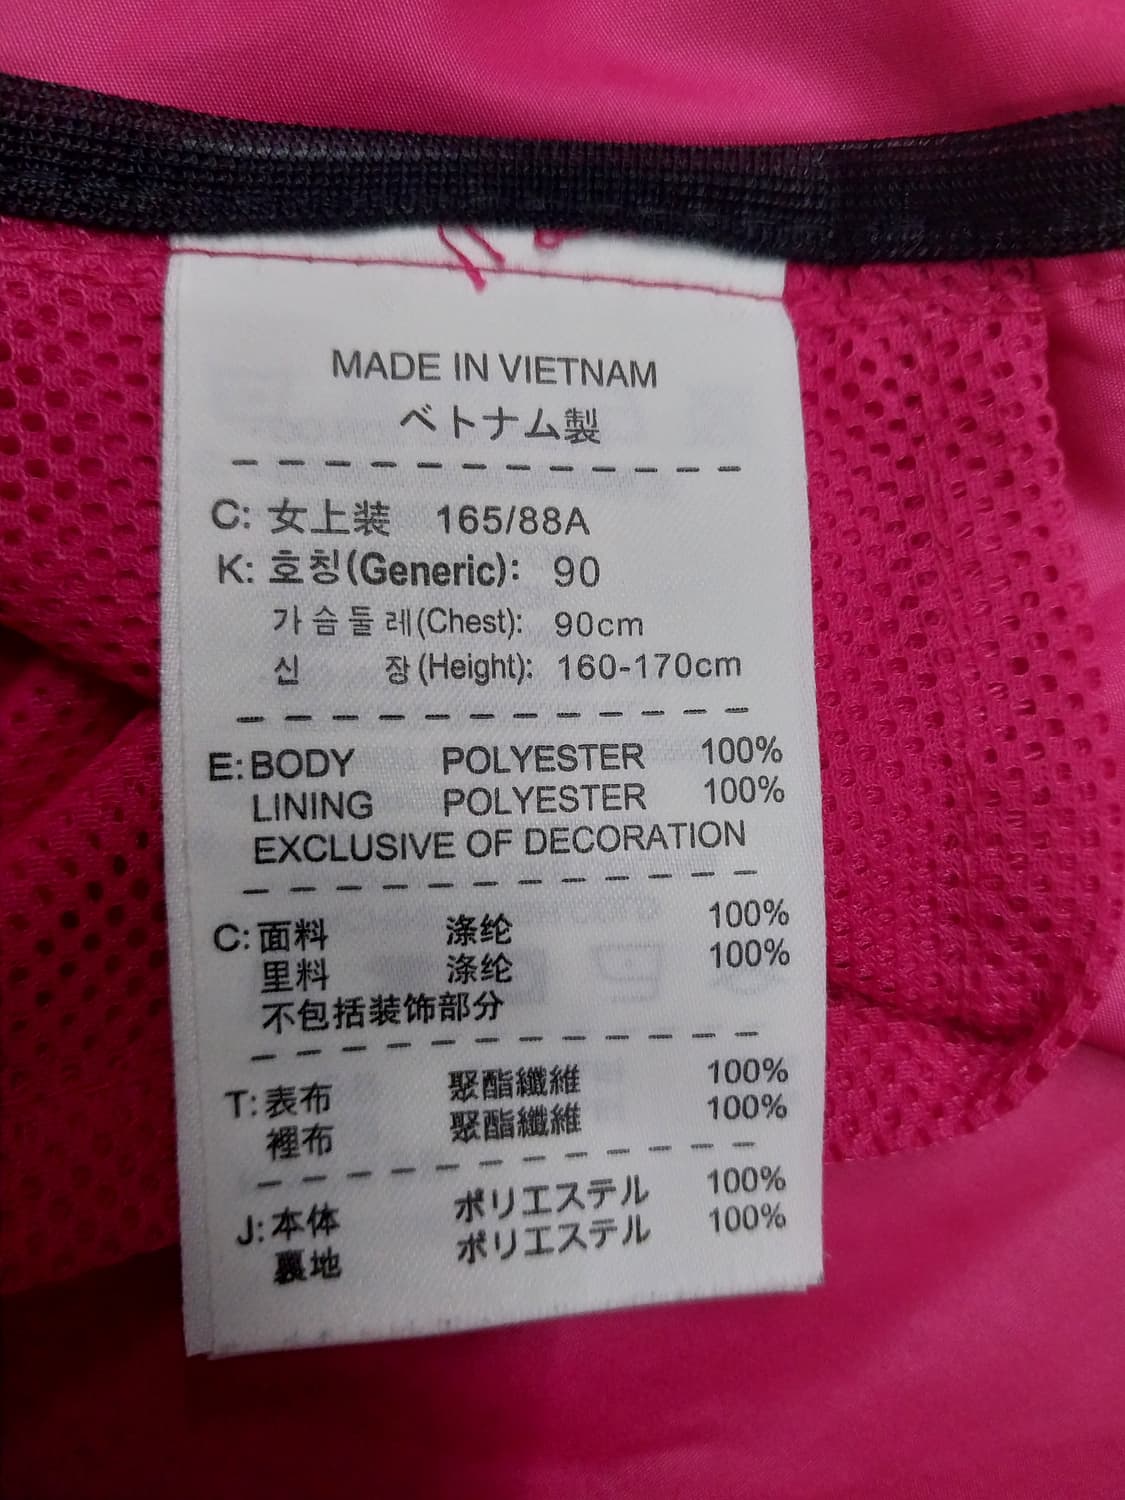 MADE IN VIETNAM
ベトナム製
C: 女上装 165/88A
K: 호칭(Generic): 90
가슴둘레(Chest): 90cm
신 장(Height): 160-170cm
E: BODY POLYESTER 100%
LINING POLYESTER 100%
EXCLUSIVE OF DECORATION
C: 面料 涤纶 100%
里料 涤纶 100%
不包括装饰部分
T: 表布 聚酯纖維 100%
裡布 聚酯纖維 100%
J: 本体 ポリエステル 100%
裏地 ポリエステル 100%